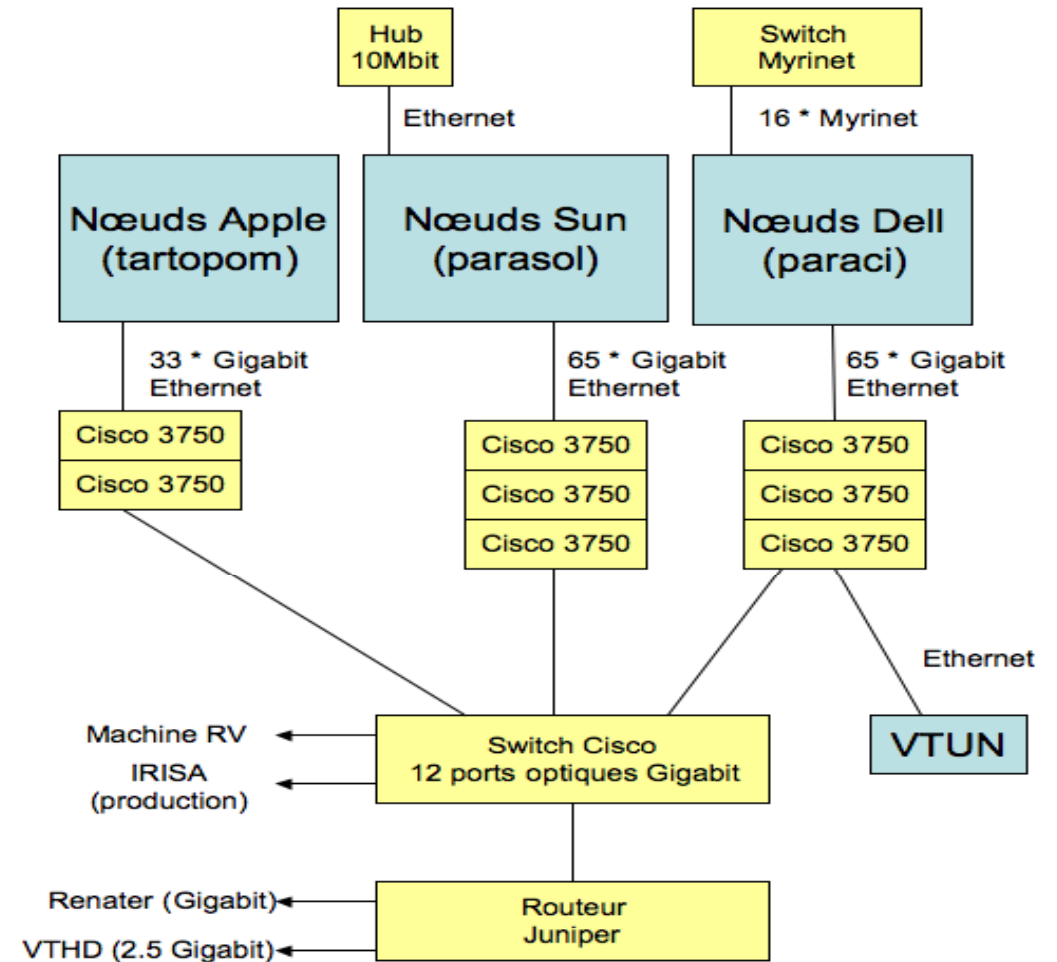 Hub
10Mbit
Switch
Myrinet
Ethernet
16 * Myrinet
Nœuds Apple
(tartopom)
Nœuds Sun
(parasol)
Nœuds Dell
(paraci)
33 * Gigabit
Ethernet
65 * Gigabit
Ethernet
65 * Gigabit
Ethernet
Cisco 3750
Cisco 3750
Cisco 3750
Cisco 3750
Cisco 3750
Cisco 3750
Cisco 3750
Cisco 3750
Ethernet
Machine RV
IRISA
(production)
Switch Cisco
12 ports optiques Gigabit
VTUN
Renater (Gigabit)
VTHD (2.5 Gigabit)
Routeur
Juniper